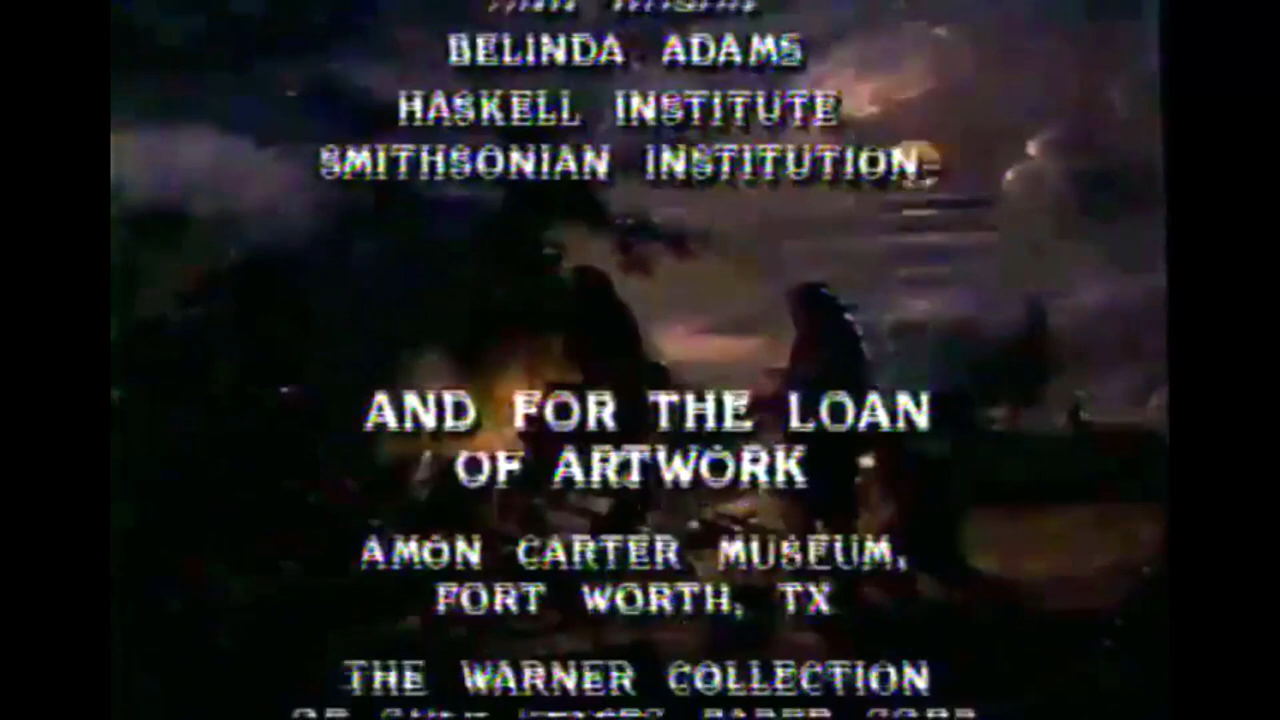 BELINDA ADAMS
HASKELL INSTITUTE
SMITHSONIAN INSTITUTION
AND FOR THE LOAN
OF ARTWORK
AMON CARTER MUSEUM,
FORT WORTH, TX
THE WARNER COLLECTION